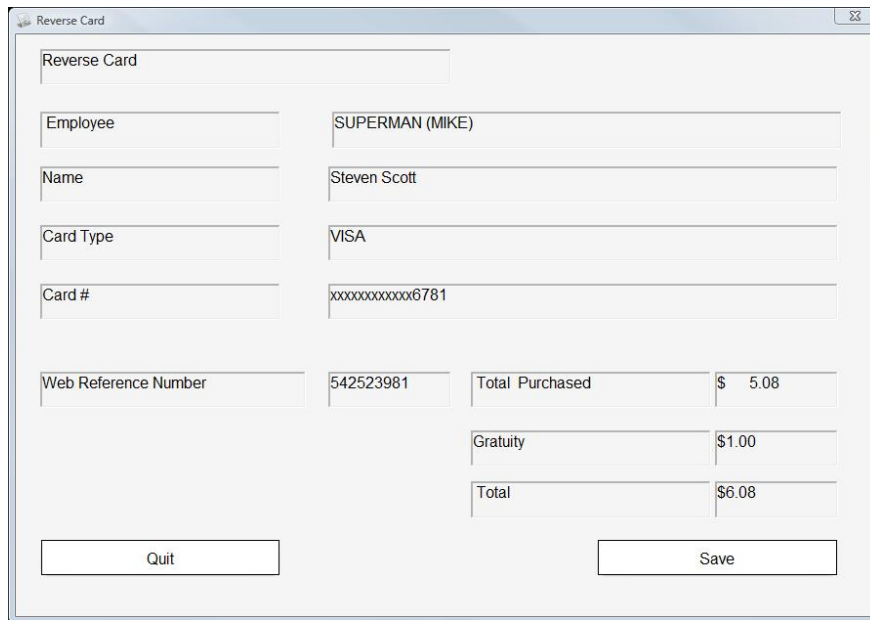 Reverse Card
Reverse Card
Employee SUPERMAN (MIKE)
Name Steven Scott
Card Type VISA
Card # xxxxxxxxxxxx6781
Web Reference Number 542523981 Total Purchased $ 5.08
Gratuity $1.00
Total $6.08
Quit Save